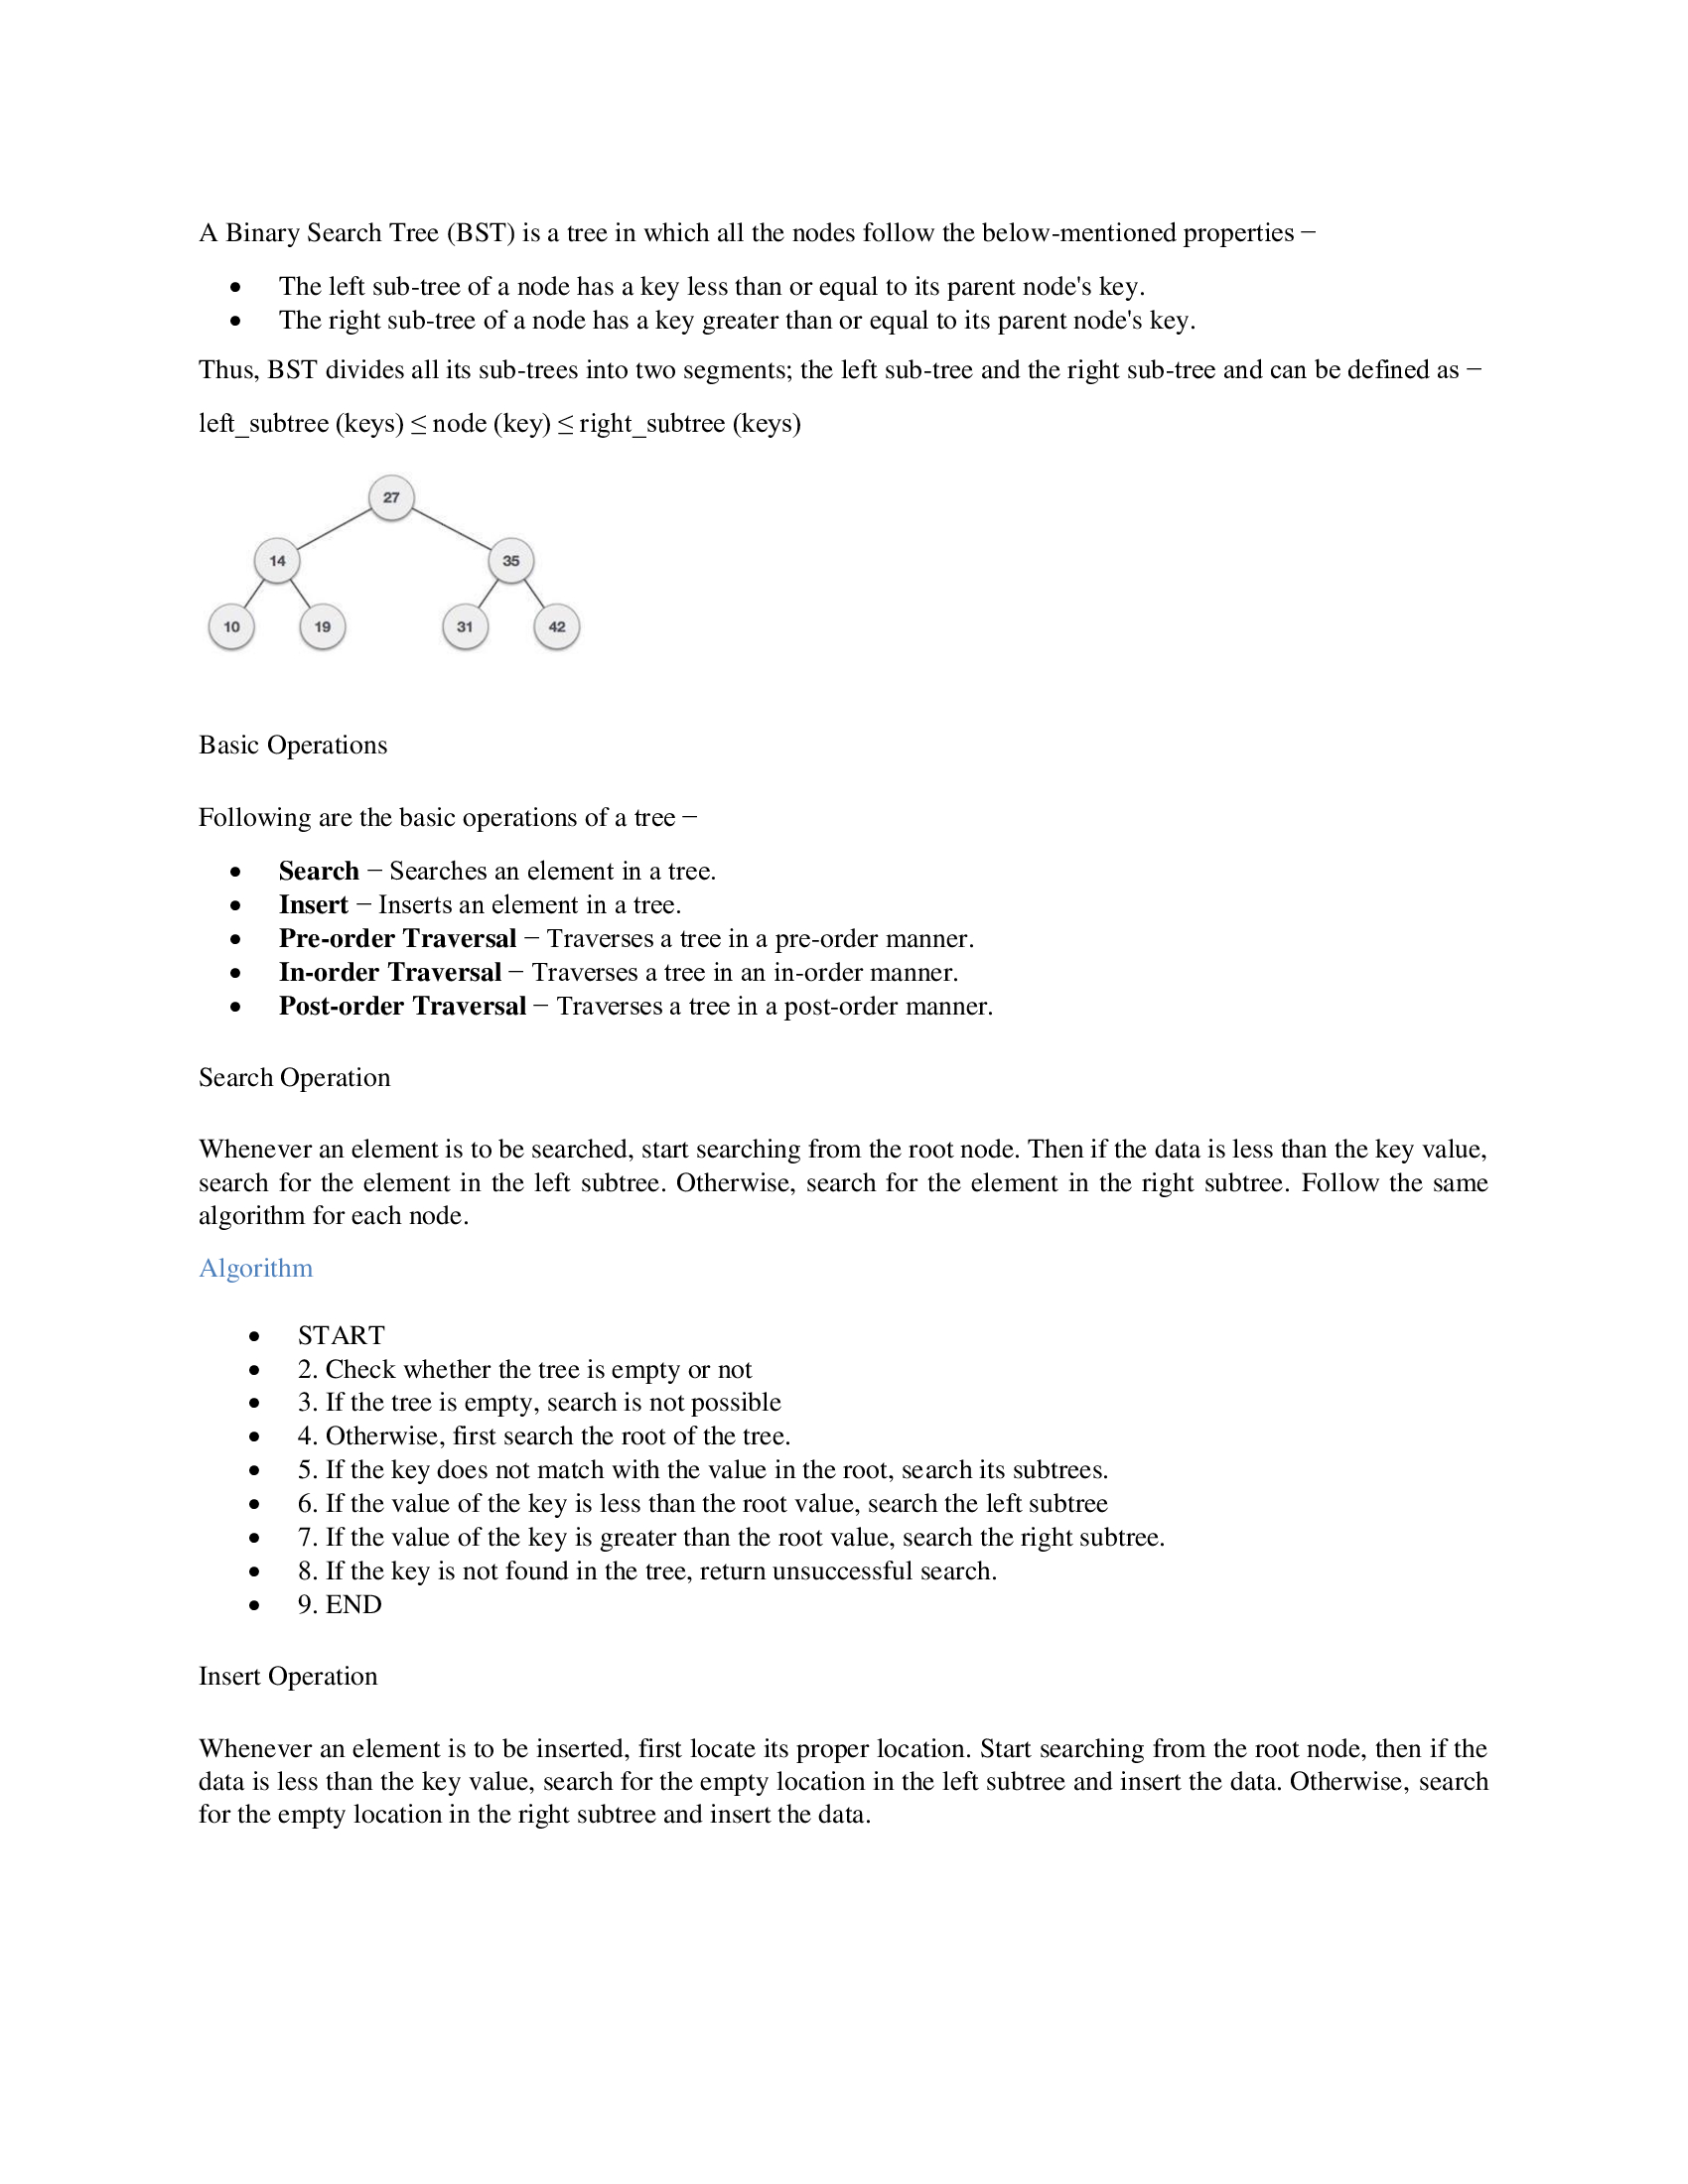 A Binary Search Tree (BST) is a tree in which all the nodes follow the below-mentioned properties −
• The left sub-tree of a node has a key less than or equal to its parent node's key.
• The right sub-tree of a node has a key greater than or equal to its parent node's key.
Thus, BST divides all its sub-trees into two segments; the left sub-tree and the right sub-tree and can be defined as −
left_subtree (keys) ≤ node (key) ≤ right_subtree (keys)
27
14 35
10 19 31 42
Basic Operations
Following are the basic operations of a tree −
• Search − Searches an element in a tree.
• Insert − Inserts an element in a tree.
• Pre-order Traversal − Traverses a tree in a pre-order manner.
• In-order Traversal − Traverses a tree in an in-order manner.
• Post-order Traversal − Traverses a tree in a post-order manner.
Search Operation
Whenever an element is to be searched, start searching from the root node. Then if the data is less than the key value,
search for the element in the left subtree. Otherwise, search for the element in the right subtree. Follow the same
algorithm for each node.
Algorithm
• START
• 2. Check whether the tree is empty or not
• 3. If the tree is empty, search is not possible
• 4. Otherwise, first search the root of the tree.
• 5. If the key does not match with the value in the root, search its subtrees.
• 6. If the value of the key is less than the root value, search the left subtree
• 7. If the value of the key is greater than the root value, search the right subtree.
• 8. If the key is not found in the tree, return unsuccessful search.
• 9. END
Insert Operation
Whenever an element is to be inserted, first locate its proper location. Start searching from the root node, then if the
data is less than the key value, search for the empty location in the left subtree and insert the data. Otherwise, search
for the empty location in the right subtree and insert the data.